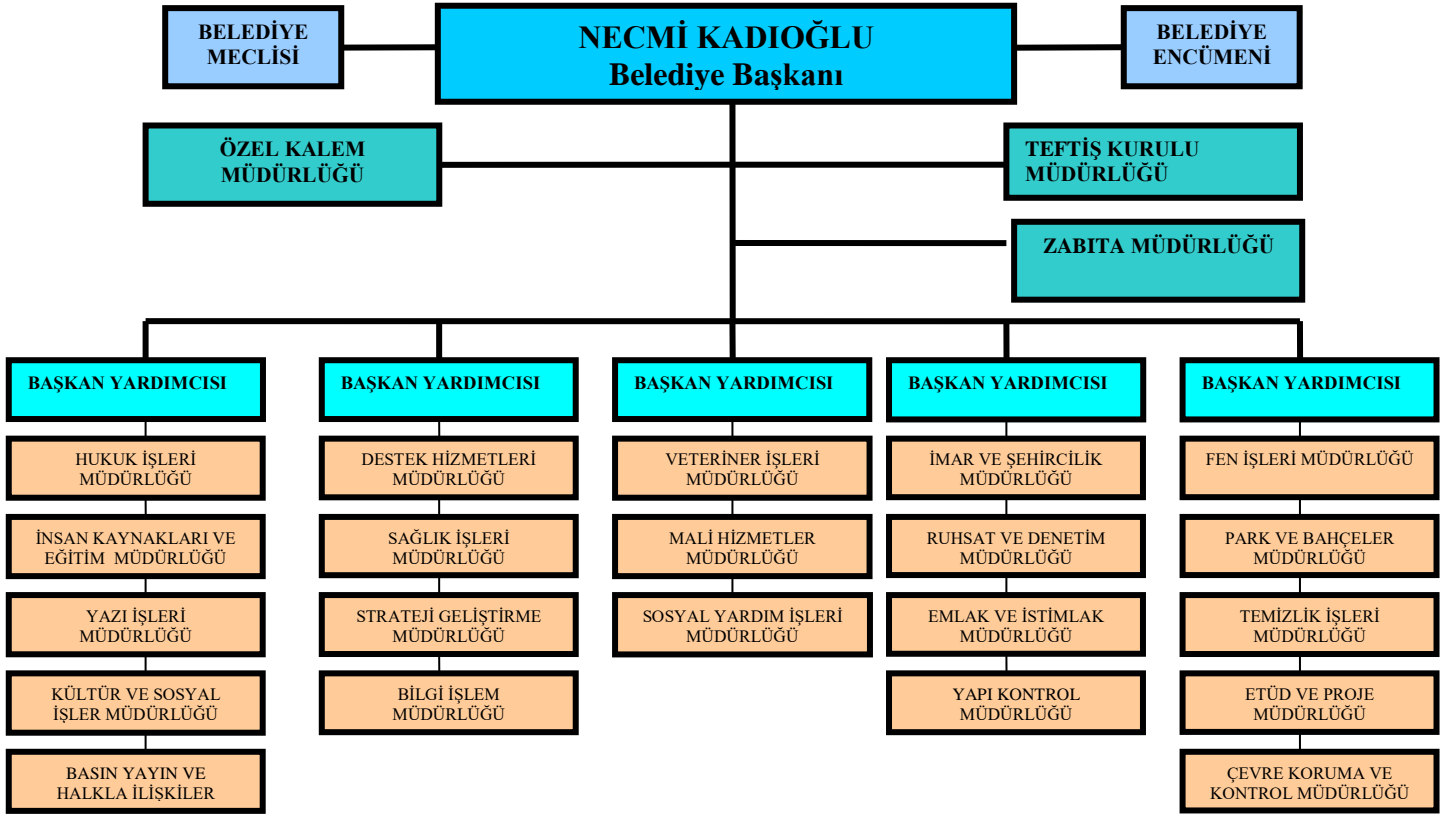 BELEDİYE
MECLİSİ
NECMİ KADIOĞLU
Belediye Başkanı
BELEDİYE
ENCÜMENİ
ÖZEL KALEM
MÜDÜRLÜĞÜ
TEFTİŞ KURULU
MÜDÜRLÜĞÜ
ZABITA MÜDÜRLÜĞÜ
BAŞKAN YARDIMCISI
HUKUK İŞLERİ
MÜDÜRLÜĞÜ
İNSAN KAYNAKLARI VE
EĞİTİM MÜDÜRLÜĞÜ
YAZI İŞLERİ
MÜDÜRLÜĞÜ
KÜLTÜR VE SOSYAL
İŞLER MÜDÜRLÜĞÜ
BASIN YAYIN VE
HALKLA İLİŞKİLER
BAŞKAN YARDIMCISI
DESTEK HİZMETLERİ
MÜDÜRLÜĞÜ
SAĞLIK İŞLERİ
MÜDÜRLÜĞÜ
STRATEJİ GELİŞTİRME
MÜDÜRLÜĞÜ
BİLGİ İŞLEM
MÜDÜRLÜĞÜ
BAŞKAN YARDIMCISI
VETERİNER İŞLERİ
MÜDÜRLÜĞÜ
MALİ HİZMETLER
MÜDÜRLÜĞÜ
SOSYAL YARDIM İŞLERİ
MÜDÜRLÜĞÜ
BAŞKAN YARDIMCISI
İMAR VE ŞEHİRCİLİK
MÜDÜRLÜĞÜ
RUHSAT VE DENETİM
MÜDÜRLÜĞÜ
EMLAK VE İSTİMLAK
MÜDÜRLÜĞÜ
YAPI KONTROL
MÜDÜRLÜĞÜ
BAŞKAN YARDIMCISI
FEN İŞLERİ MÜDÜRLÜĞÜ
PARK VE BAHÇELER
MÜDÜRLÜĞÜ
TEMİZLİK İŞLERİ
MÜDÜRLÜĞÜ
ETÜD VE PROJE
MÜDÜRLÜĞÜ
ÇEVRE KORUMA VE
KONTROL MÜDÜRLÜĞÜ